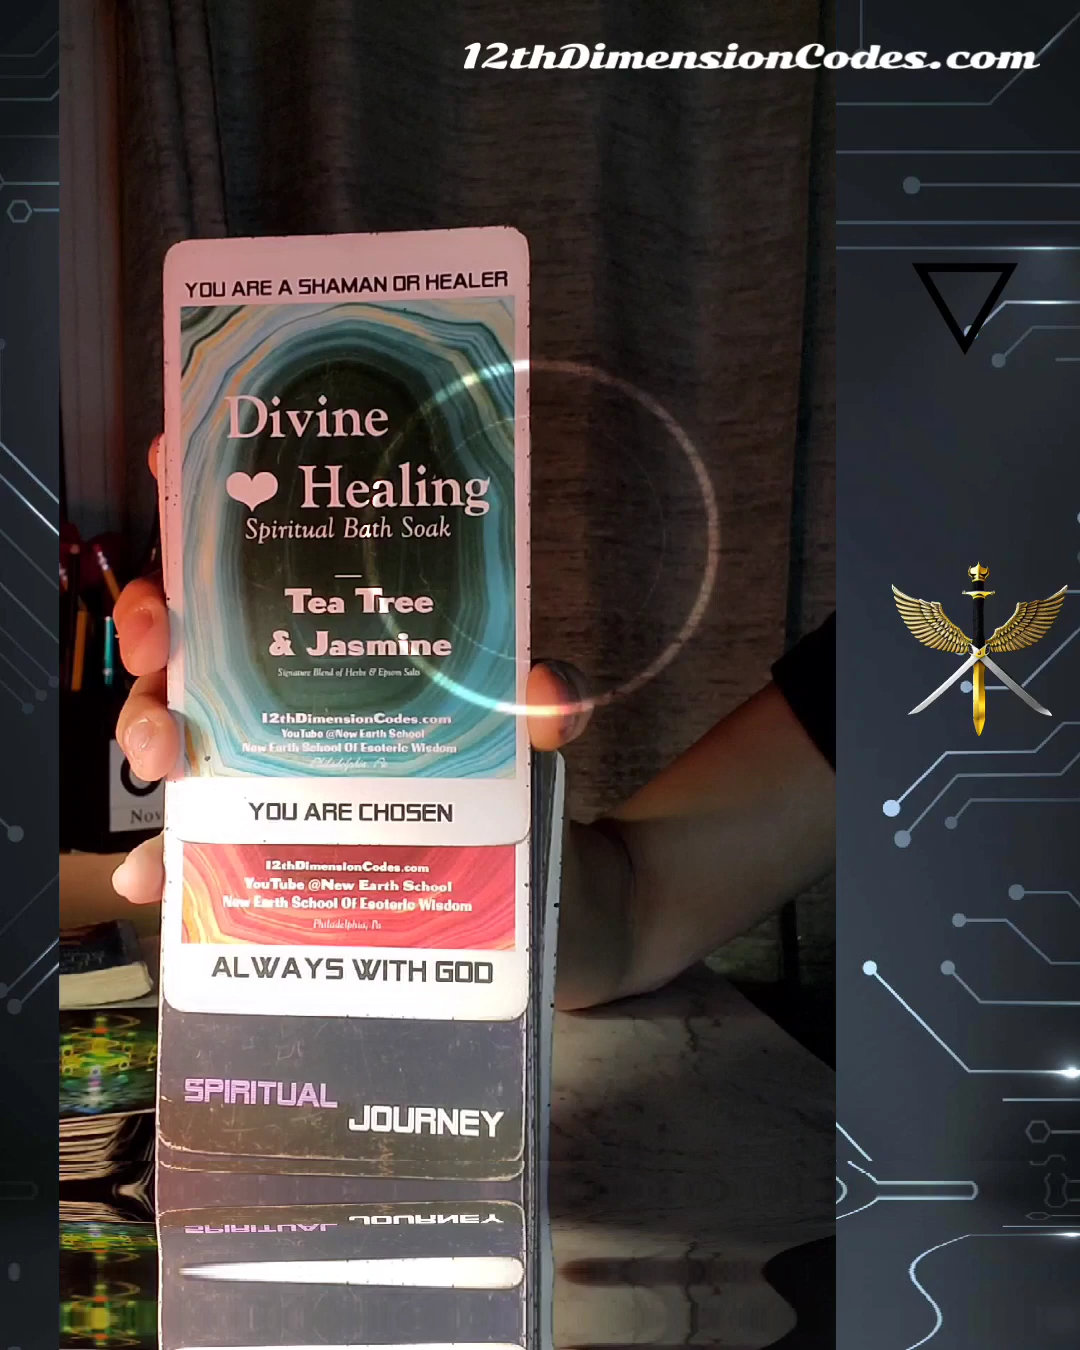 12thDimensionCodes.com
YOU ARE A SHAMAN OR HEALER
Divine
❤ Healing
Spiritual Bath Soak
Tea Tree
& Jasmine
Signature Blend of Herbs & Epsom Salts
12thDimensionCodes.com
YouTube @New Earth School
New Earth School Of Esoteric Wisdom
Philadelphia, Pa
Nov
YOU ARE CHOSEN
12thDimensionCodes.com
YouTube @New Earth School
New Earth School Of Esoteric Wisdom
Philadelphia, Pa
ALWAYS WITH GOD
SPIRITUAL
JOURNEY
SPIRITUAL JOURNEY